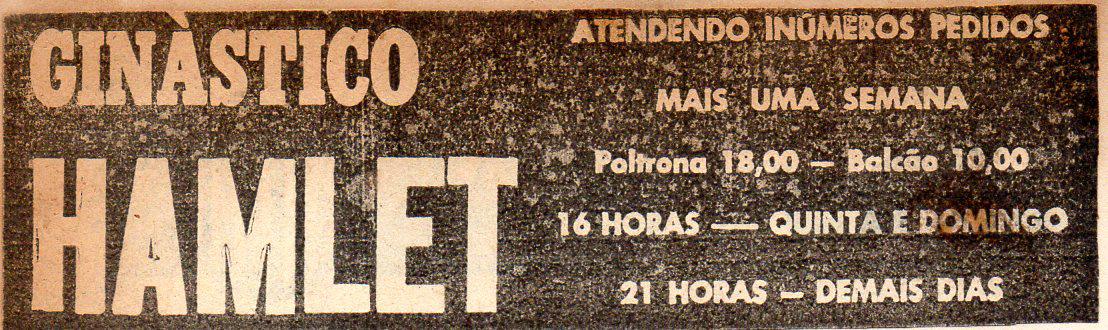 GINÀSTICO
HAMLET
ATENDENDO INÚMEROS PEDIDOS
MAIS UMA SEMANA
Poltrona 18,00 — Balcão 10,00
16 HORAS — QUINTA E DOMINGO
21 HORAS — DEMAIS DIAS